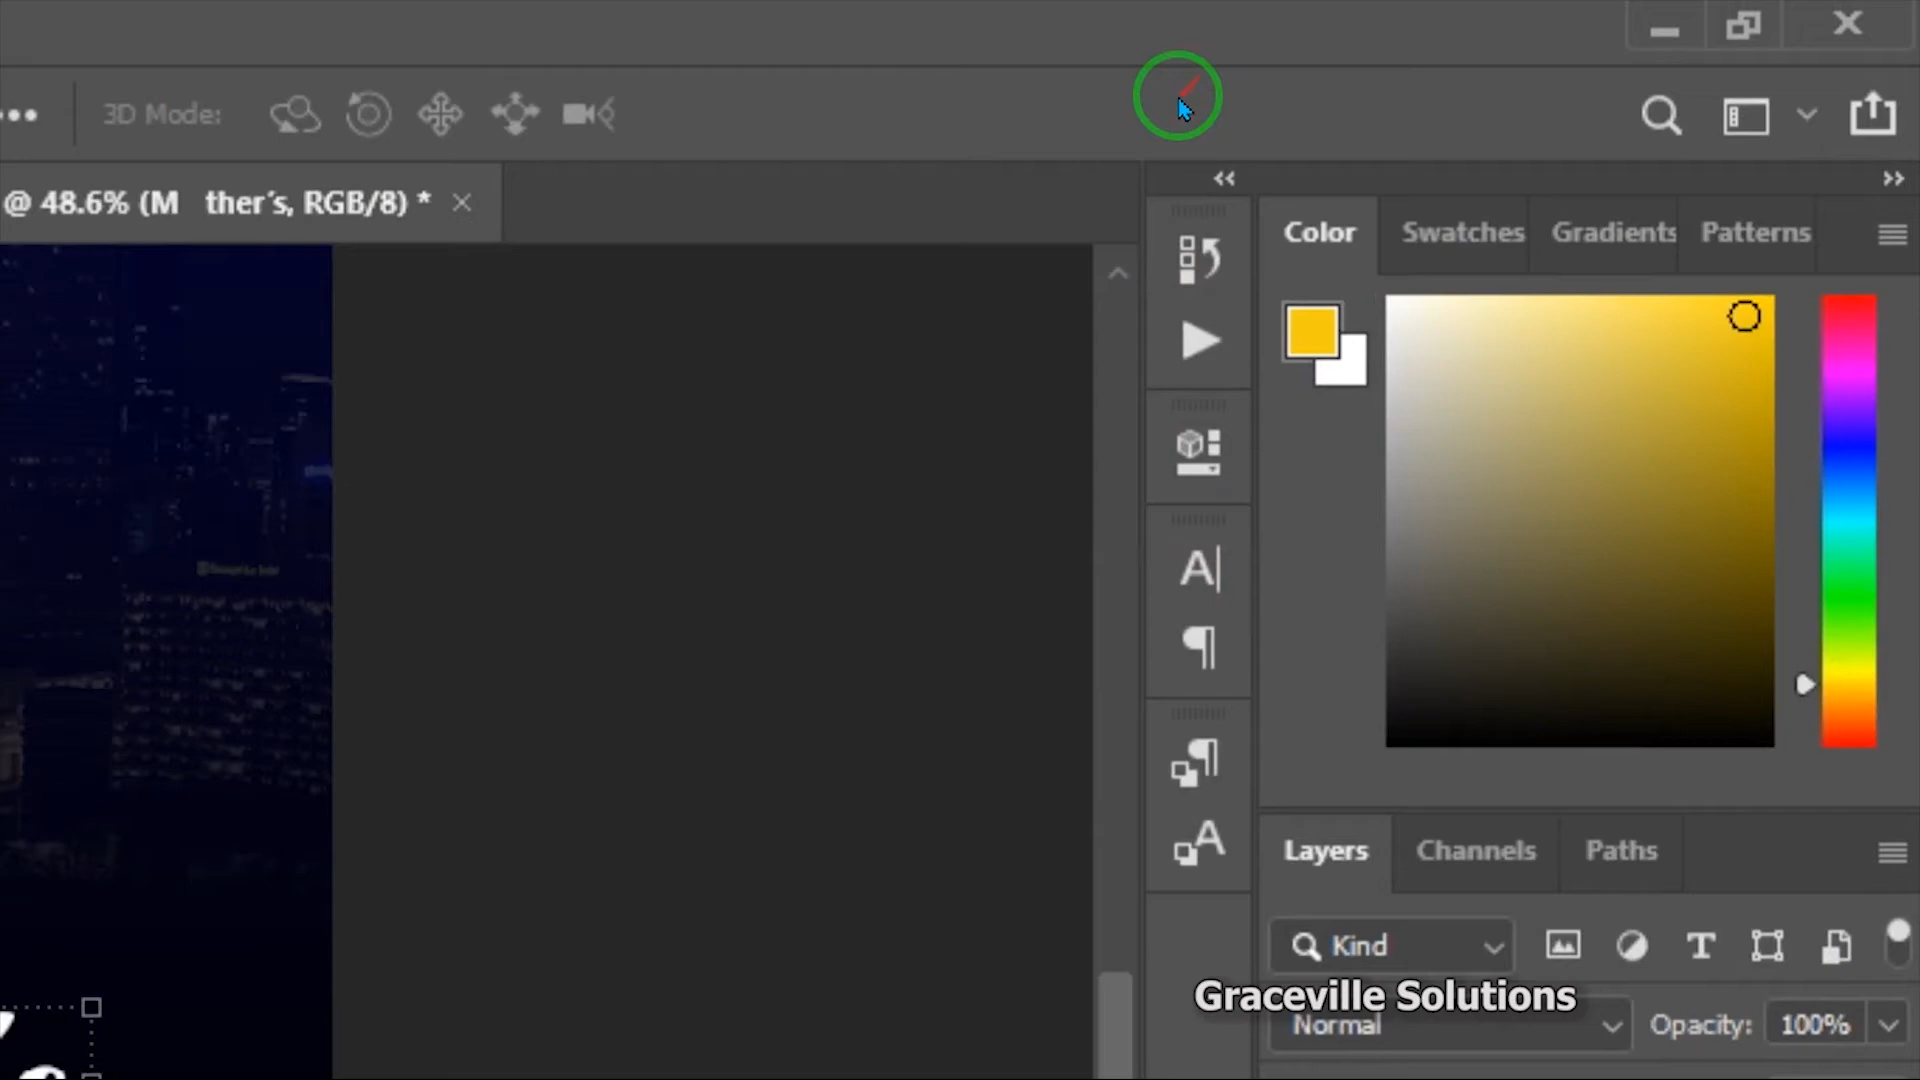 3D Mode:
@ 48.6% (M ther's, RGB/8) *
Color Swatches Gradients Patterns
Layers Channels Paths
Kind
Graceville Solutions
Normal Opacity: 100%